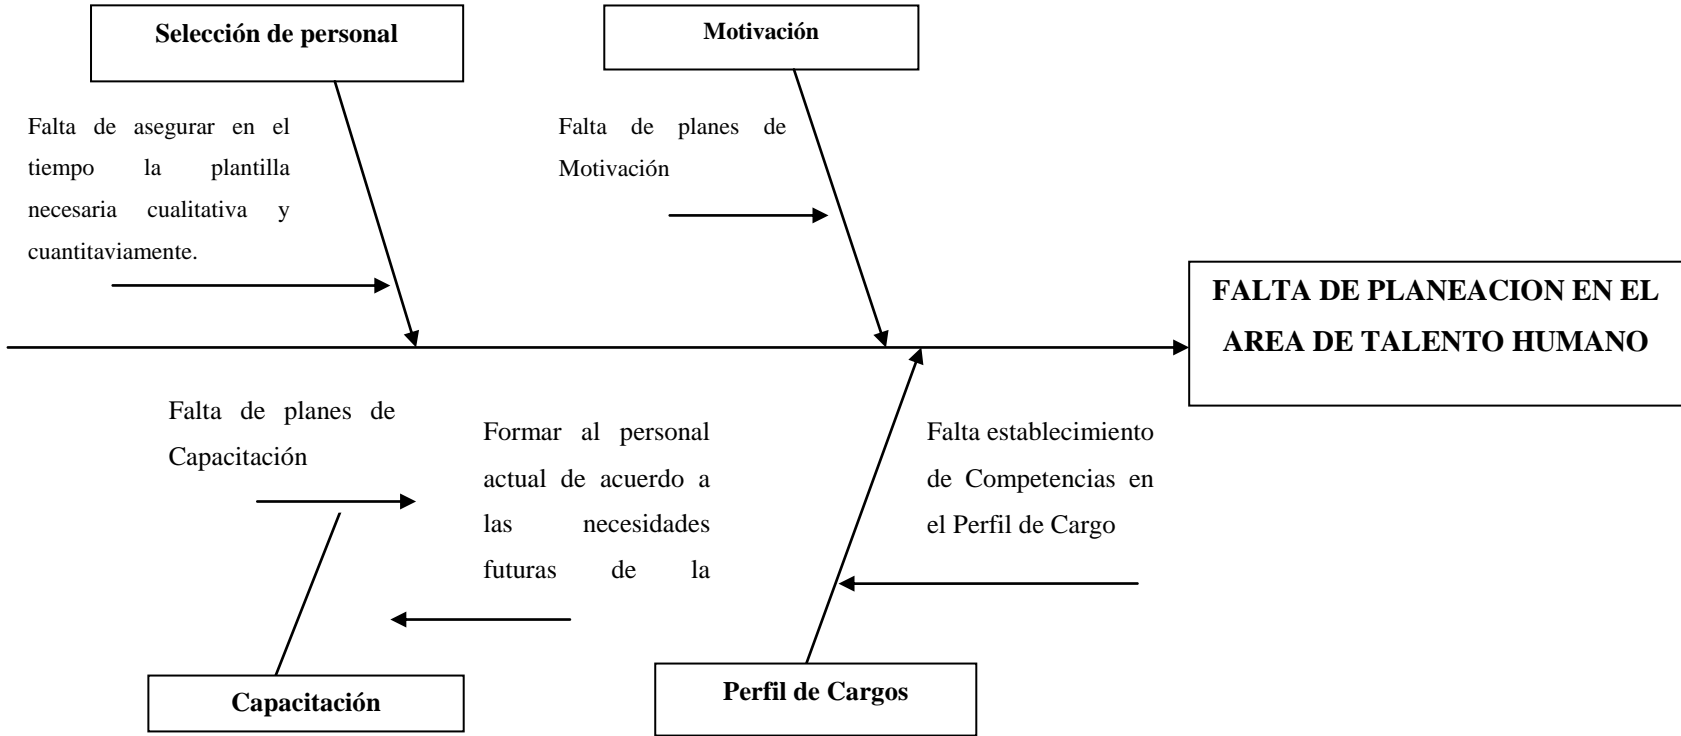 Selección de personal
Motivación
Falta de asegurar en el
tiempo la plantilla
necesaria cualitativa y
cuantitaviamente.
Falta de planes de
Motivación
FALTA DE PLANEACION EN EL
AREA DE TALENTO HUMANO
Falta de planes de
Capacitación
Formar al personal
actual de acuerdo a
las necesidades
futuras de la
Falta establecimiento
de Competencias en
el Perfil de Cargo
Capacitación
Perfil de Cargos